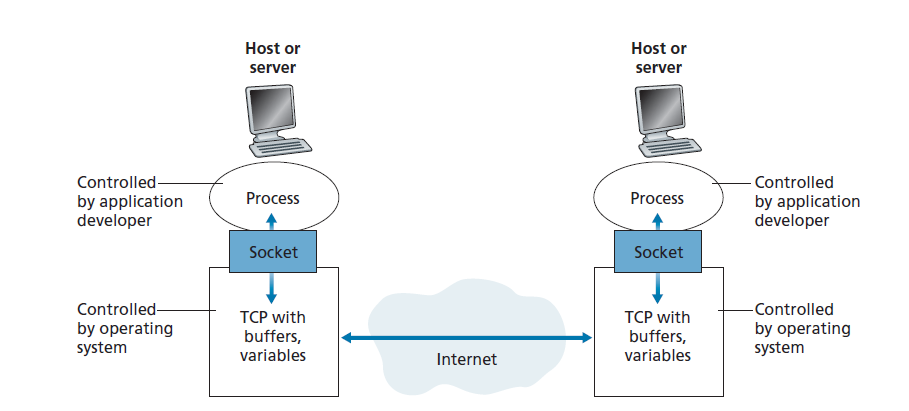 Host or
server
Host or
server
Controlled
by application
developer
Process
Process
Controlled
by application
developer
Socket
Socket
Controlled
by operating
system
TCP with
buffers,
variables
Internet
TCP with
buffers,
variables
Controlled
by operating
system